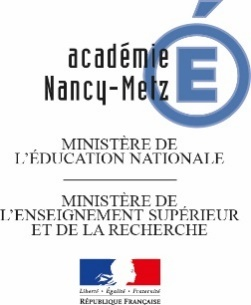 académie
Nancy-Metz
É
MINISTÈRE DE
L'ÉDUCATION NATIONALE
MINISTÈRE DE
L'ENSEIGNEMENT SUPÉRIEUR
ET DE LA RECHERCHE
Liberté • Égalité • Fraternité
RÉPUBLIQUE FRANÇAISE